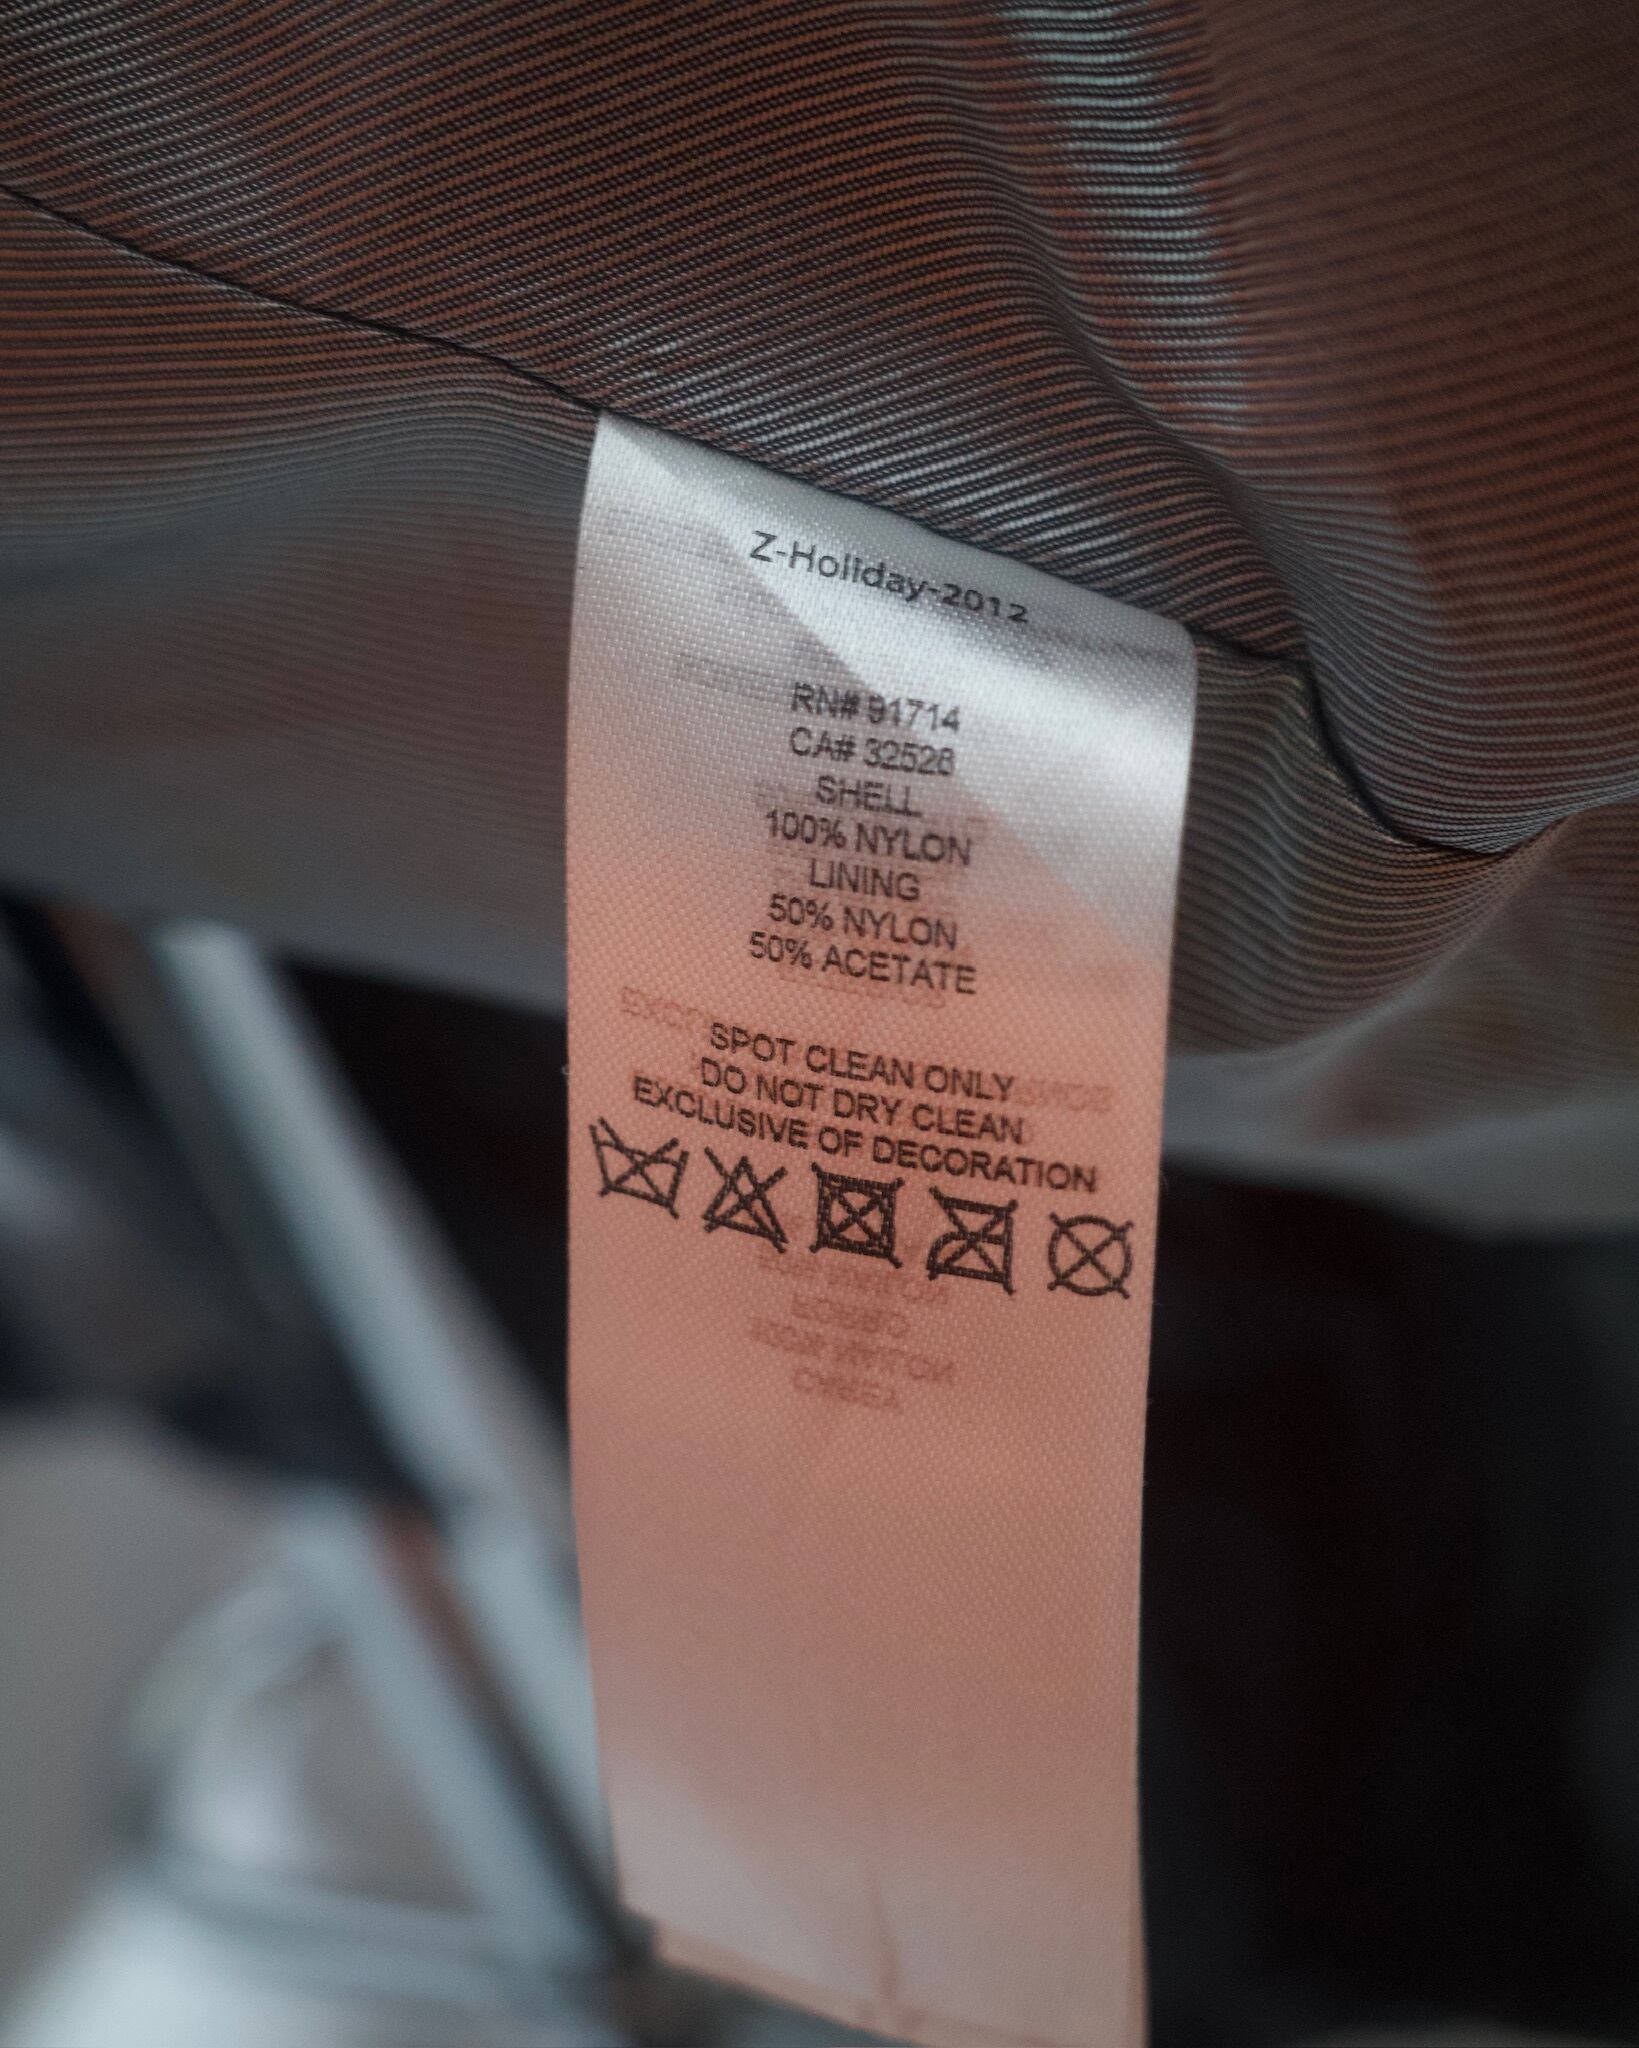 Z-Holiday-2012
RN# 91714
CA# 32526
SHELL
100% NYLON
LINING
50% NYLON
50% ACETATE
SPOT CLEAN ONLY
DO NOT DRY CLEAN
EXCLUSIVE OF DECORATION